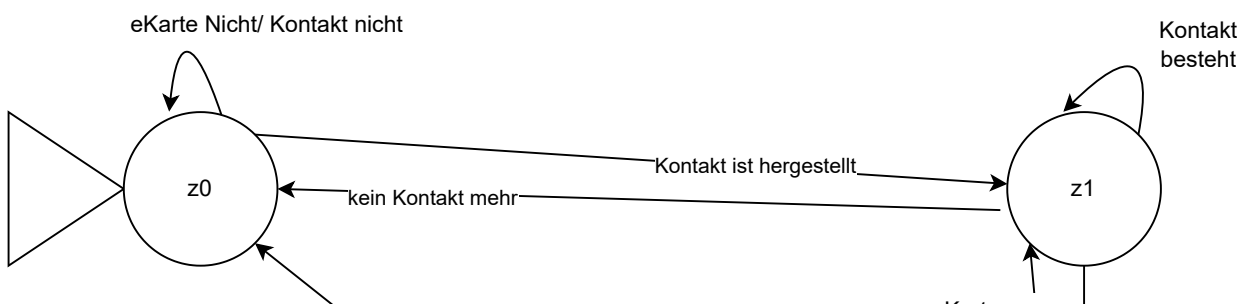 eKarte Nicht/ Kontakt nicht
Kontakt
besteht
Kontakt ist hergestellt
z0
z1
kein Kontakt mehr